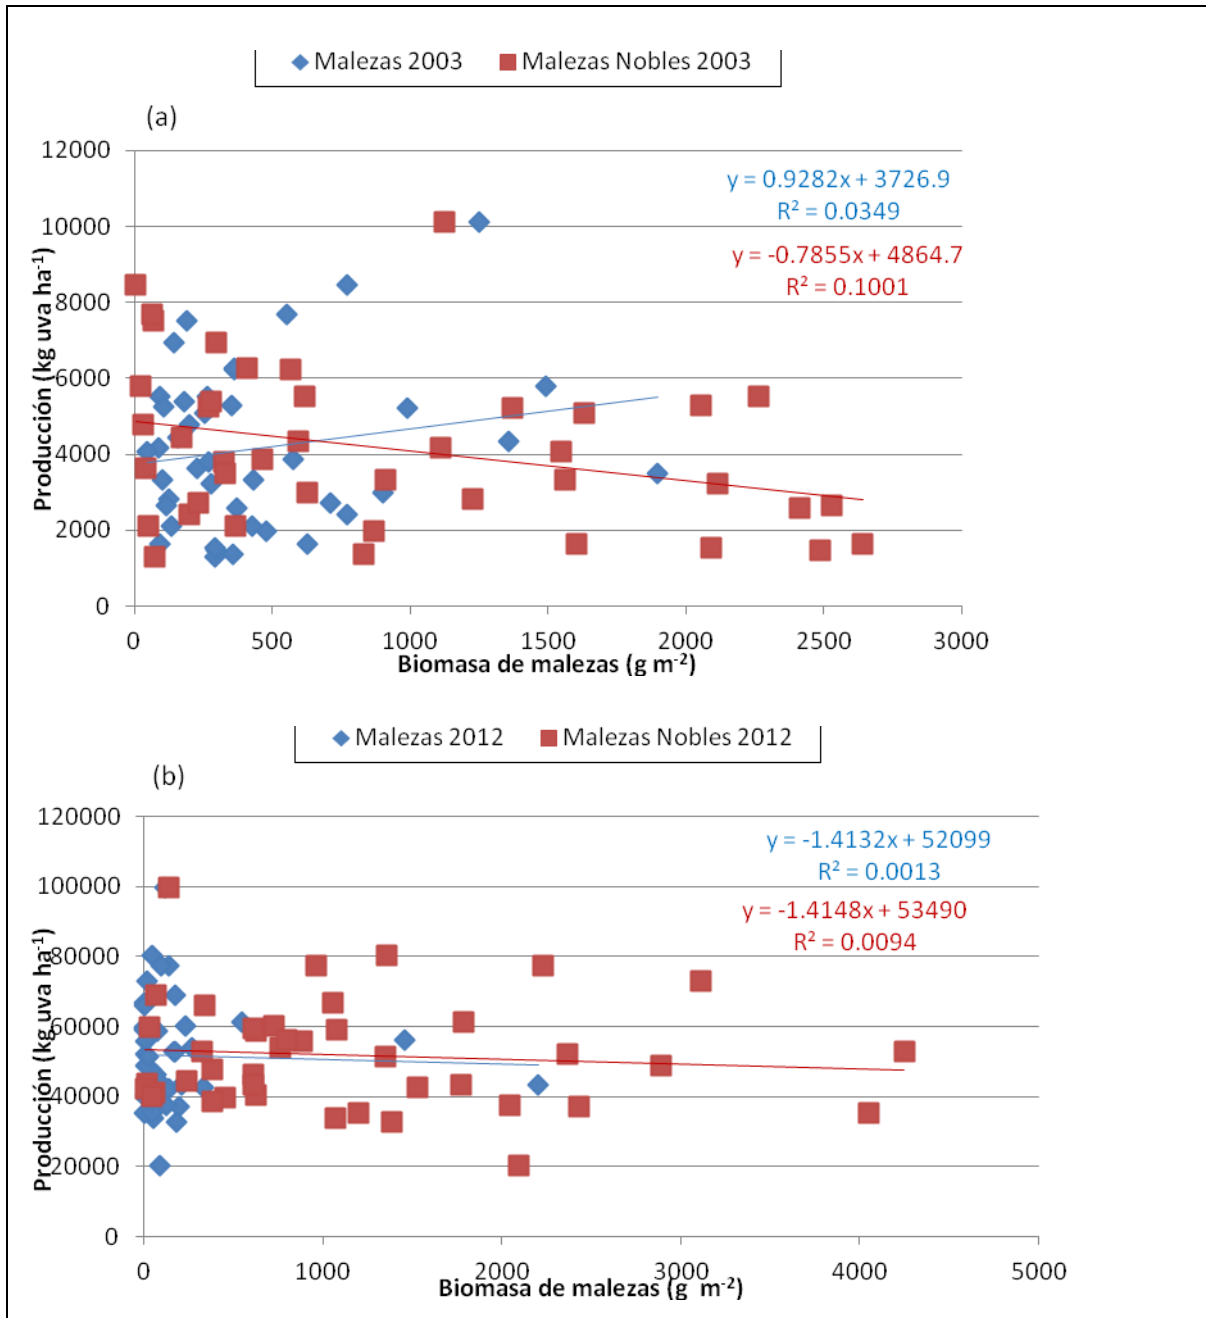 Malezas 2003 Malezas Nobles 2003
(a)
Producción (kg uva ha⁻¹)
12000
10000
8000
6000
4000
2000
0
y = 0.9282x + 3726.9
R² = 0.0349
y = -0.7855x + 4864.7
R² = 0.1001
0 500 1000 1500 2000 2500 3000
Biomasa de malezas (g m⁻²)
Malezas 2012 Malezas Nobles 2012
(b)
Producción (kg uva ha⁻¹)
120000
100000
80000
60000
40000
20000
0
y = -1.4132x + 52099
R² = 0.0013
y = -1.4148x + 53490
R² = 0.0094
0 1000 2000 3000 4000 5000
Biomasa de malezas (g m⁻²)